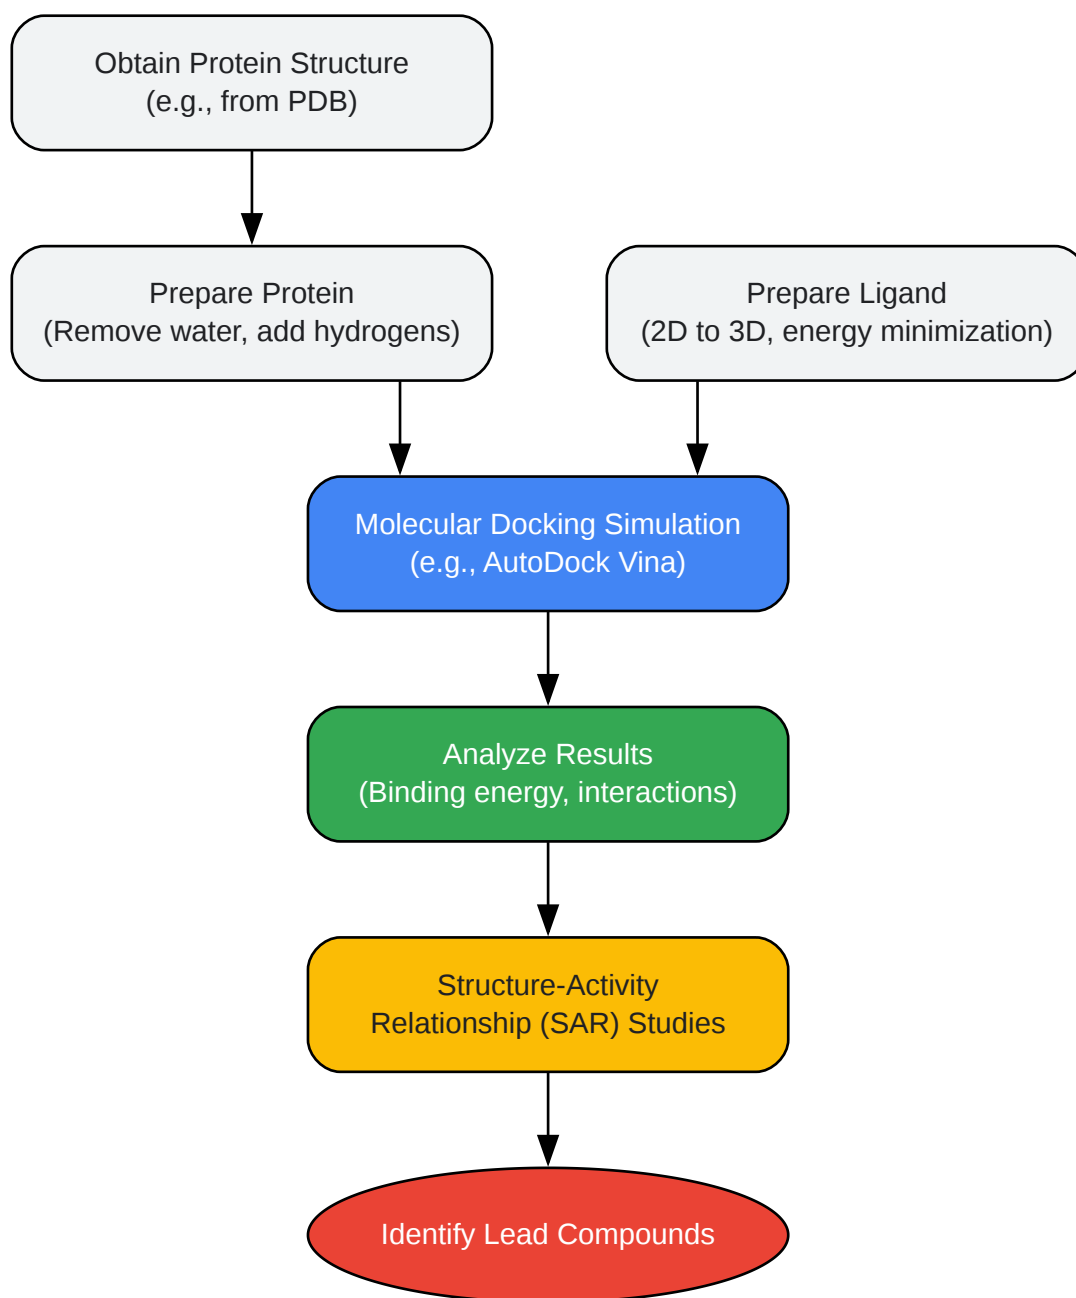 Obtain Protein Structure
(e.g., from PDB)
Prepare Protein
(Remove water, add hydrogens)
Prepare Ligand
(2D to 3D, energy minimization)
Molecular Docking Simulation
(e.g., AutoDock Vina)
Analyze Results
(Binding energy, interactions)
Structure-Activity
Relationship (SAR) Studies
Identify Lead Compounds